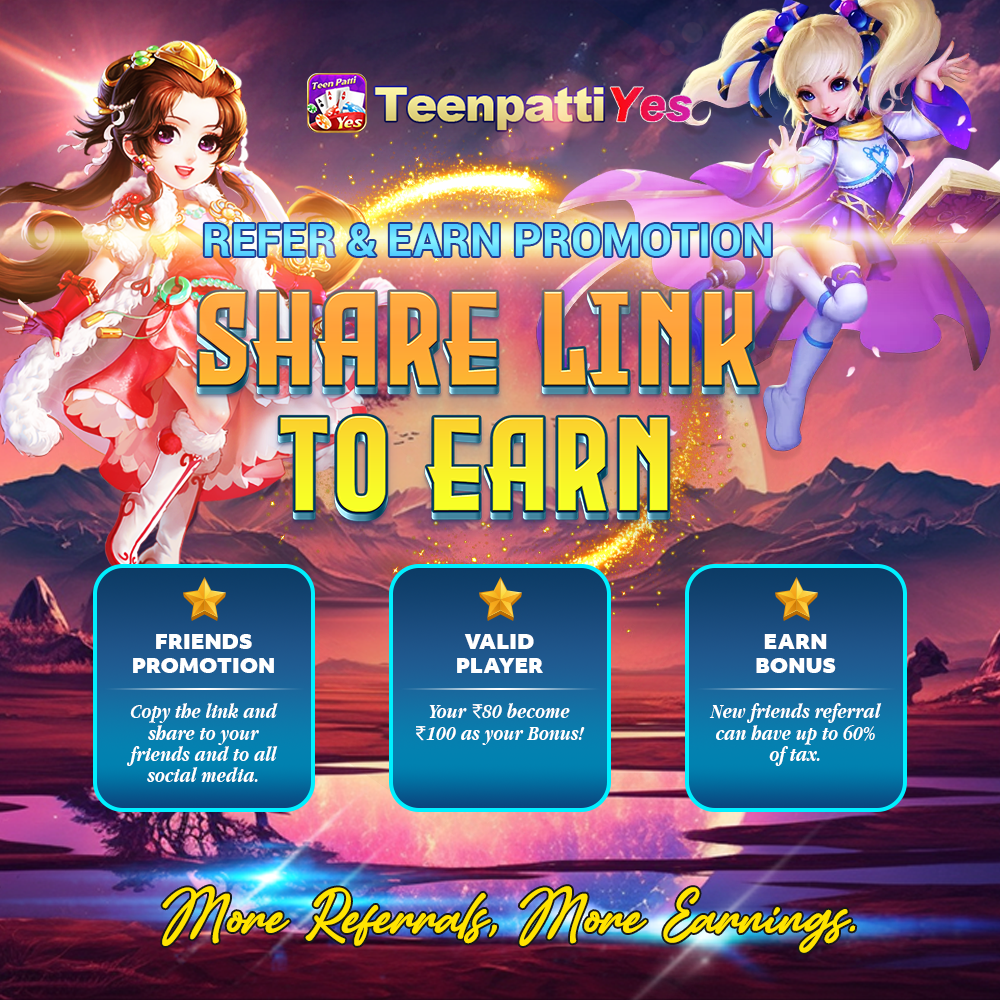 Teen Patti
Yes
Teenpatti Yes
REFER & EARN PROMOTION
SHARE LINK
TO EARN
FRIENDS
PROMOTION
Copy the link and
share to your
friends and to all
social media.
VALID
PLAYER
Your ₹80 become
₹100 as your Bonus!
EARN
BONUS
New friends referral
can have up to 60%
of tax.
More Referrals, More Earnings.